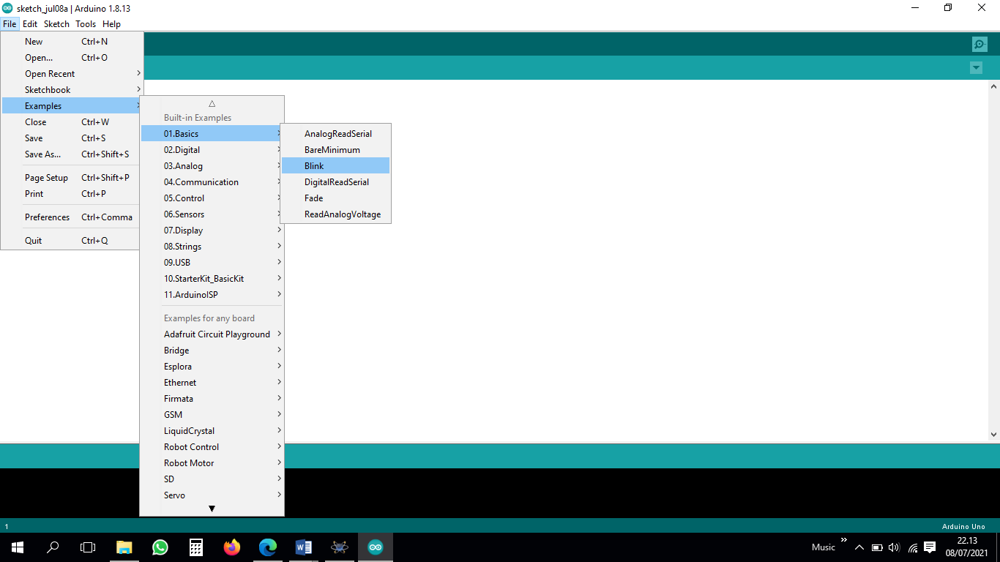 sketch_jul08a | Arduino 1.8.13
File Edit Sketch Tools Help
New Ctrl+N
Open... Ctrl+O
Open Recent
Sketchbook
Examples
Close Ctrl+W
Save Ctrl+S
Save As... Ctrl+Shift+S
Page Setup Ctrl+Shift+P
Print Ctrl+P
Preferences Ctrl+Comma
Quit Ctrl+Q
Built-in Examples
01.Basics
02.Digital
03.Analog
04.Communication
05.Control
06.Sensors
07.Display
08.Strings
09.USB
10.StarterKit_BasicKit
11.ArduinoISP
Examples for any board
Adafruit Circuit Playground
Bridge
Esplora
Ethernet
Firmata
GSM
LiquidCrystal
Robot Control
Robot Motor
SD
Servo
AnalogReadSerial
BareMinimum
Blink
DigitalReadSerial
Fade
ReadAnalogVoltage
1
Arduino Uno
Music
22.13
08/07/2021